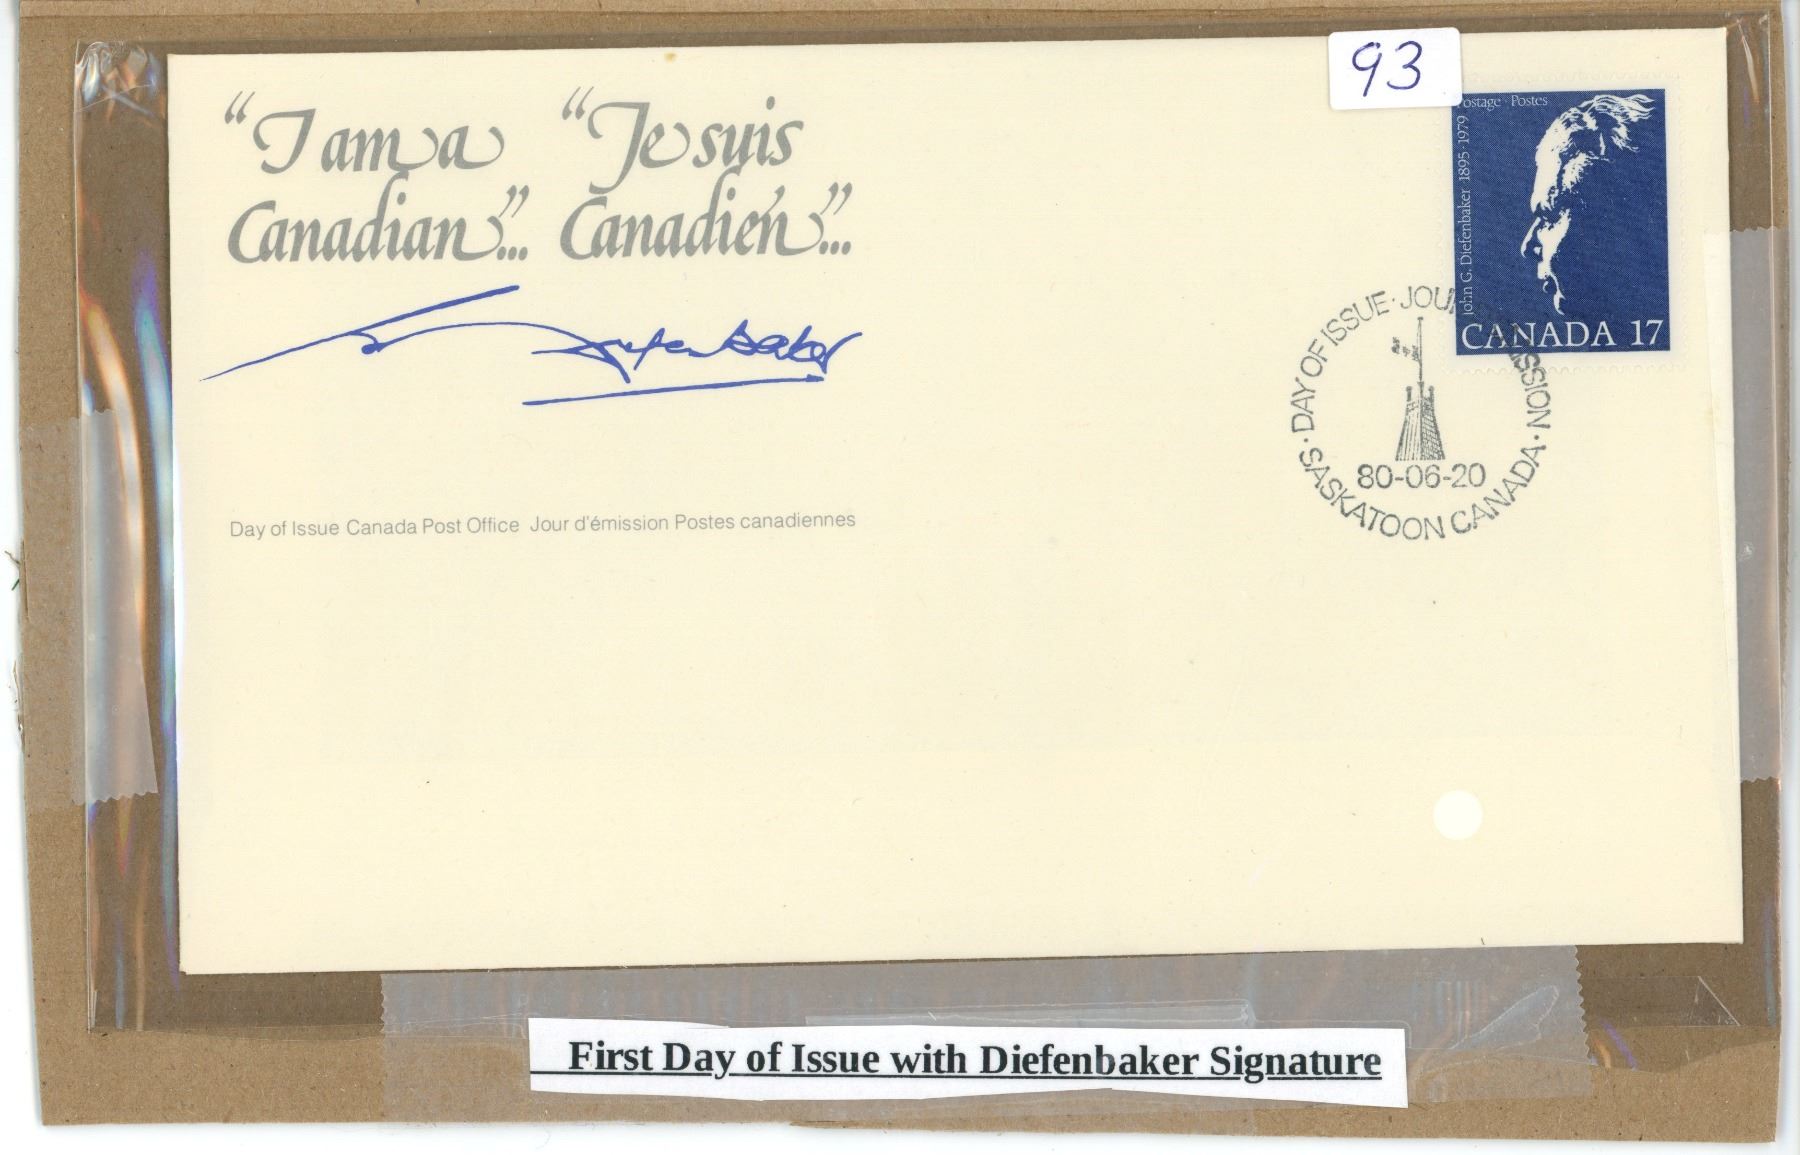 93
“I am a
Canadian”...
“Je suis
Canadien”...
Diefenbaker
Day of Issue Canada Post Office Jour d'émission Postes canadiennes
Postage · Postes
John G. Diefenbaker 1895-1979
CANADA 17
· DAY OF ISSUE · JOUR D'ÉMISSION ·
80-06-20
SASKATOON CANADA
First Day of Issue with Diefenbaker Signature